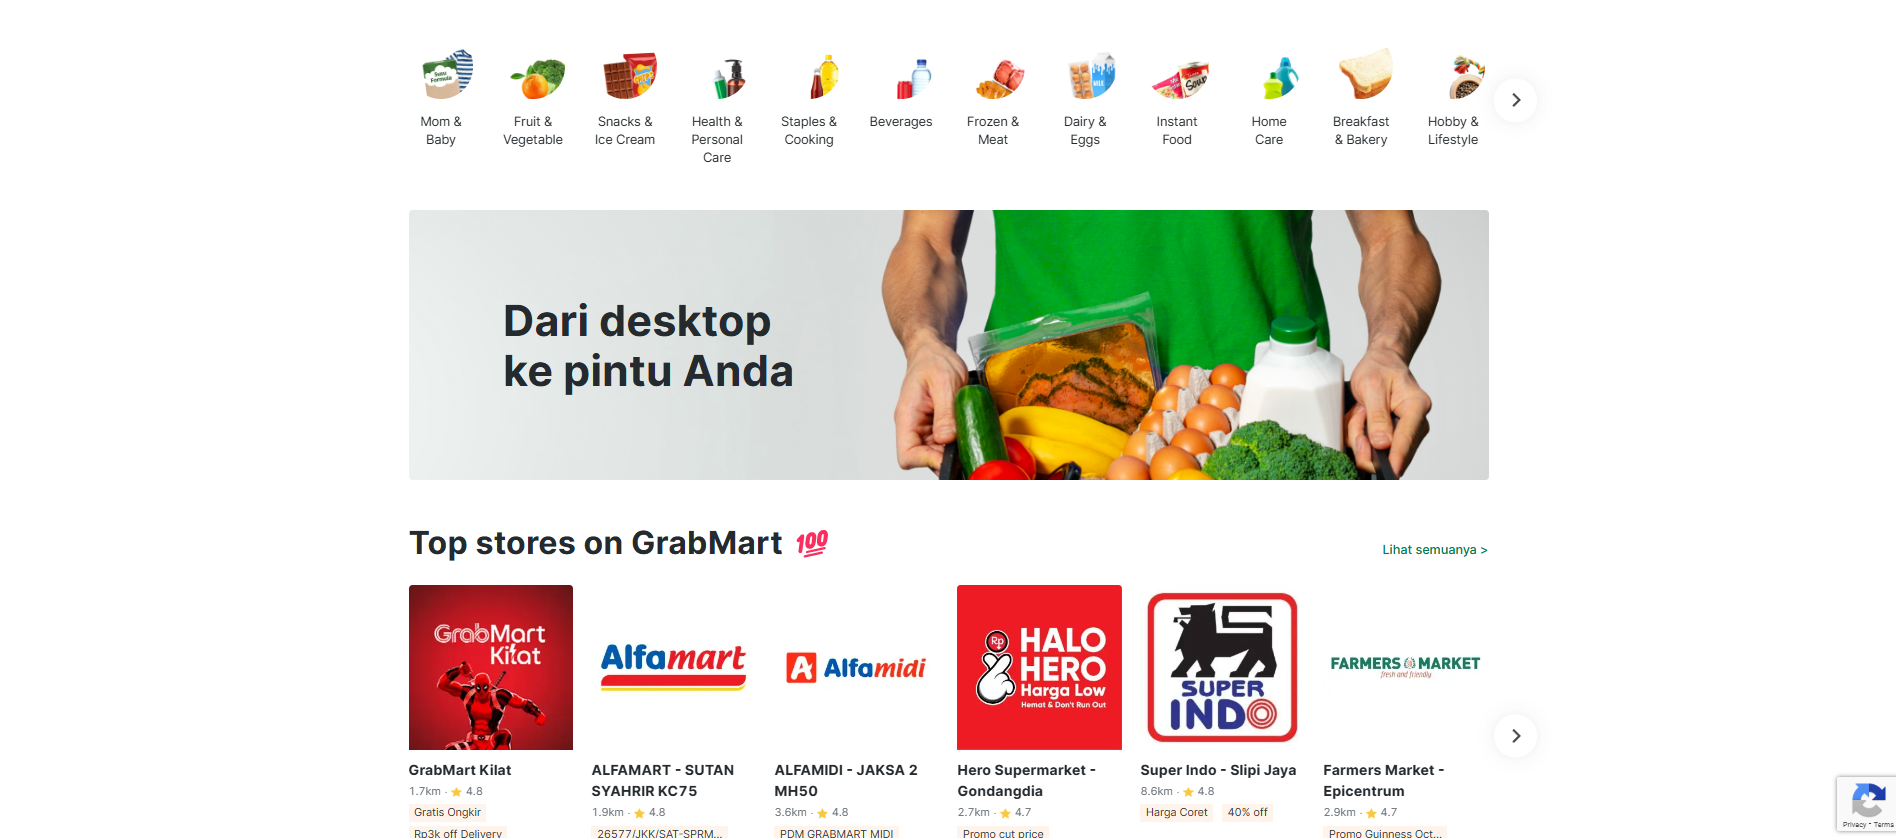 Mom &
Baby
Fruit &
Vegetable
Snacks &
Ice Cream
Health &
Personal
Care
Staples &
Cooking
Beverages
Frozen &
Meat
Dairy &
Eggs
Instant
Food
Home
Care
Breakfast
& Bakery
Hobby &
Lifestyle
Dari desktop
ke pintu Anda
Top stores on GrabMart 💯
Lihat semuanya >
GrabMart
Kilat
Alfamart
Alfamidi
Rp
HALO
HERO
Harga Low
Hemat & Don't Run Out
SUPER
INDO
FARMERS MARKET
fresh and friendly
GrabMart Kilat
1.7km · 4.8
Gratis Ongkir
Rp3k off Delivery
ALFAMART - SUTAN
SYAHRIR KC75
1.9km · 4.8
26577/JKK/SAT-SPRM...
ALFAMIDI - JAKSA 2
MH50
3.6km · 4.8
PDM GRABMART MIDI
Hero Supermarket -
Gondangdia
2.7km · 4.7
Promo cut price
Super Indo - Slipi Jaya
8.6km · 4.8
Harga Coret 40% off
Farmers Market -
Epicentrum
2.9km · 4.7
Promo Guinness Oct...
Privacy - Terms